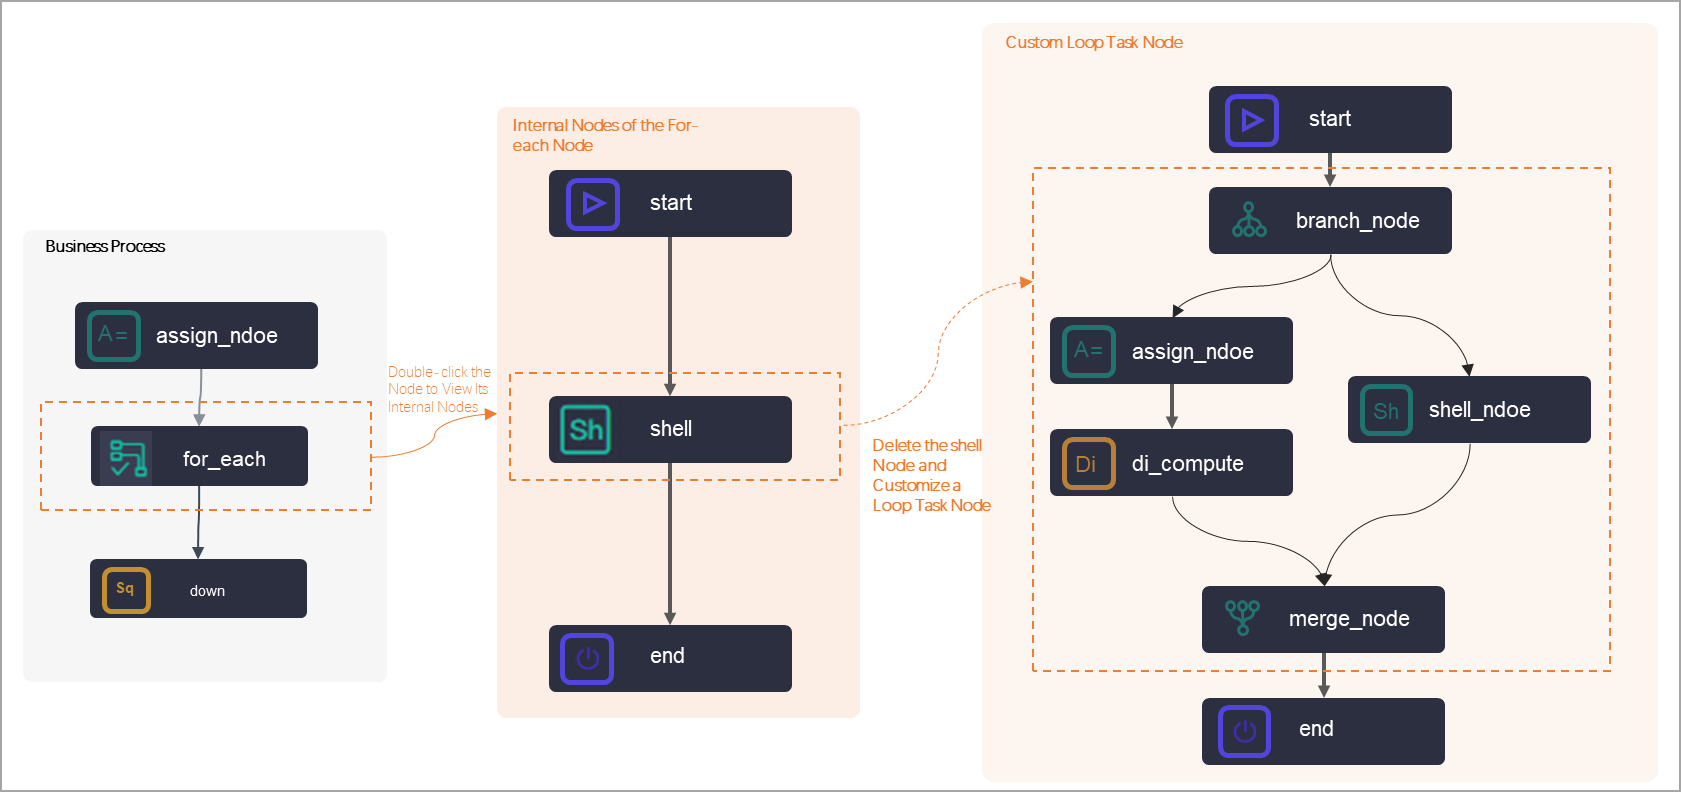 Business Process
A=
assign_ndoe
for_each
Sq
down
Double-click the
Node to View Its
Internal Nodes
Internal Nodes of the For-
each Node
start
Sh
shell
end
Delete the shell
Node and
Customize a
Loop Task Node
Custom Loop Task Node
start
branch_node
A=
assign_ndoe
Sh
shell_ndoe
Di
di_compute
merge_node
end